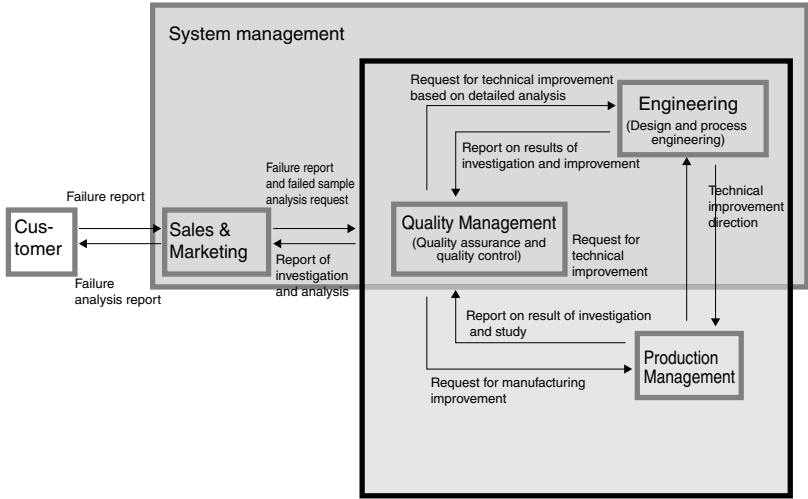 System management
Request for technical improvement
based on detailed analysis
Engineering
(Design and process
engineering)
Report on results of
investigation and improvement
Failure report
and failed sample
analysis request
Technical
improvement
direction
Failure report
Cus-
tomer
Sales &
Marketing
Quality Management
(Quality assurance and
quality control)
Request for
technical
improvement
Failure
analysis report
Report of
investigation
and analysis
Report on result of investigation
and study
Production
Management
Request for manufacturing
improvement